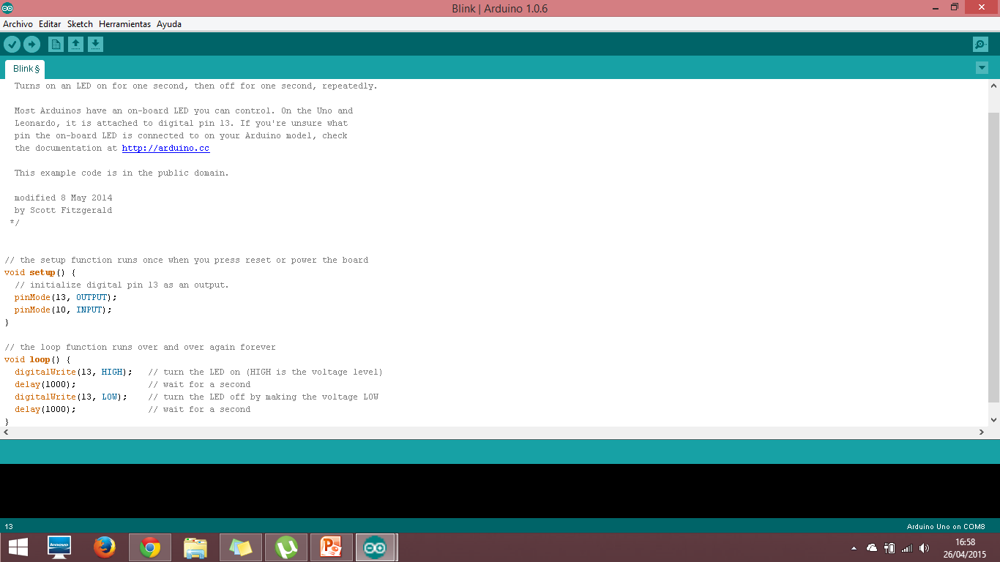 Blink | Arduino 1.0.6
Archivo Editar Sketch Herramientas Ayuda
Blink §
Turns on an LED on for one second, then off for one second, repeatedly.
Most Arduinos have an on-board LED you can control. On the Uno and
Leonardo, it is attached to digital pin 13. If you're unsure what
pin the on-board LED is connected to on your Arduino model, check
the documentation at http://arduino.cc
This example code is in the public domain.
modified 8 May 2014
by Scott Fitzgerald
*/
// the setup function runs once when you press reset or power the board
void setup() {
// initialize digital pin 13 as an output.
pinMode(13, OUTPUT);
pinMode(10, INPUT);
}
// the loop function runs over and over again forever
void loop() {
digitalWrite(13, HIGH);   // turn the LED on (HIGH is the voltage level)
delay(1000);              // wait for a second
digitalWrite(13, LOW);    // turn the LED off by making the voltage LOW
delay(1000);              // wait for a second
}
13
Arduino Uno on COM8
lenovo
16:58
26/04/2015